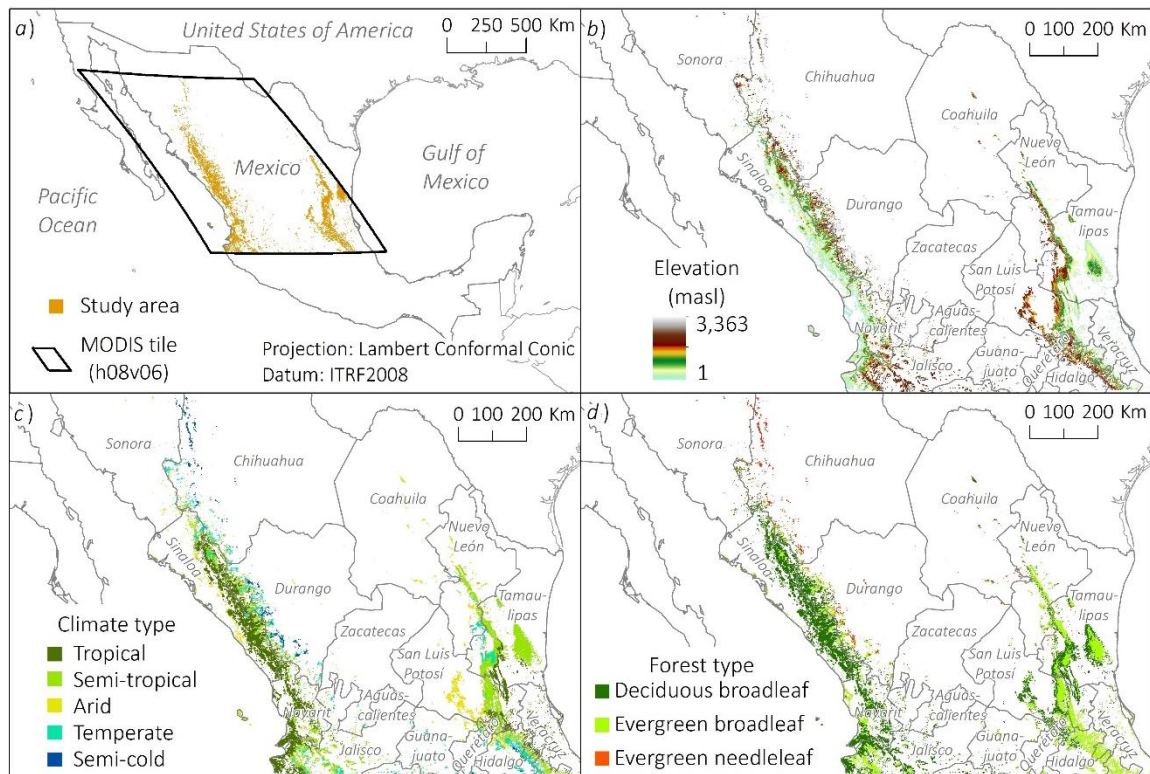 a)
United States of America
0 250 500 Km
Mexico
Gulf of
Mexico
Pacific
Ocean
Study area
MODIS tile
(h08v06)
Projection: Lambert Conformal Conic
Datum: ITRF2008
b)
0 100 200 Km
Sonora
Chihuahua
Coahuila
Nuevo
León
Sinaloa
Durango
Tamau-
lipas
Zacatecas
San Luis
Potosí
Nayarit
Aguas-
calientes
Jalisco
Guana-
juato
Querétaro
Hidalgo
Veracruz
Elevation
(masl)
3,363
1
c)
0 100 200 Km
Sonora
Chihuahua
Coahuila
Nuevo
León
Sinaloa
Durango
Tamau-
lipas
Zacatecas
San Luis
Potosí
Nayarit
Aguas-
calientes
Jalisco
Guana-
juato
Querétaro
Hidalgo
Veracruz
Climate type
Tropical
Semi-tropical
Arid
Temperate
Semi-cold
d)
0 100 200 Km
Sonora
Chihuahua
Coahuila
Nuevo
León
Sinaloa
Durango
Tamau-
lipas
Zacatecas
San Luis
Potosí
Nayarit
Aguas-
calientes
Jalisco
Guana-
juato
Querétaro
Hidalgo
Veracruz
Forest type
Deciduous broadleaf
Evergreen broadleaf
Evergreen needleleaf